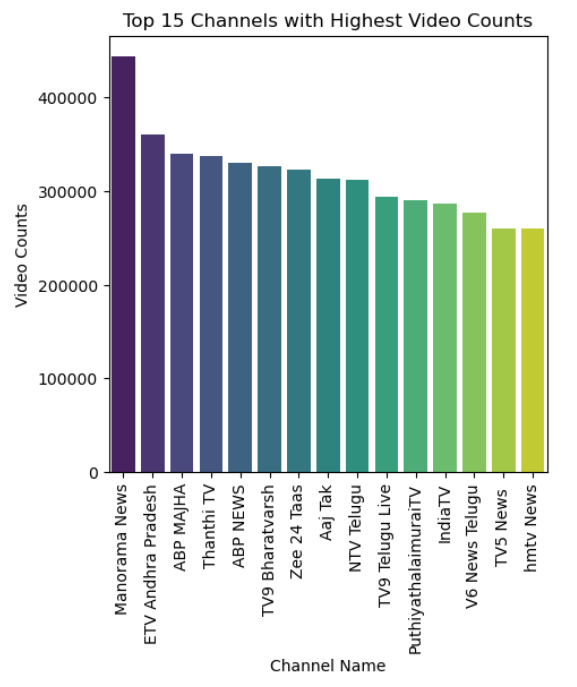 Top 15 Channels with Highest Video Counts
Video Counts
400000
300000
200000
100000
0
Manorama News
ETV Andhra Pradesh
ABP MAJHA
Thanthi TV
ABP NEWS
TV9 Bharatvarsh
Zee 24 Taas
Aaj Tak
NTV Telugu
TV9 Telugu Live
PuthiyathalaimuraiTV
IndiaTV
V6 News Telugu
TV5 News
hmtv News
Channel Name